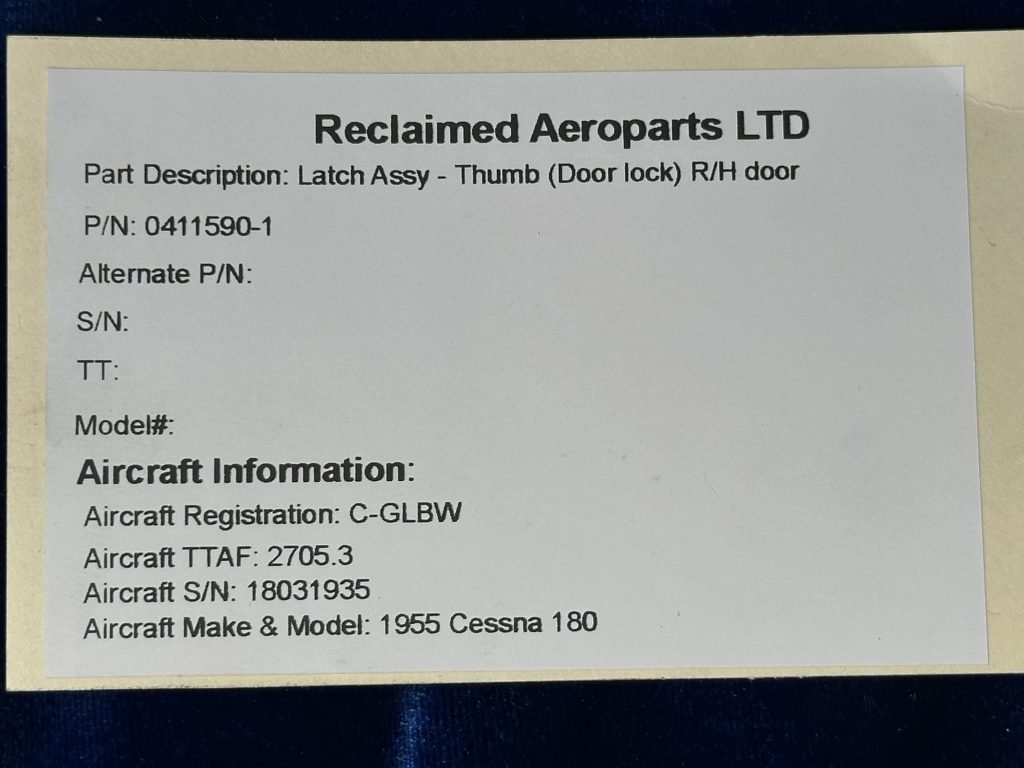 Reclaimed Aeroparts LTD
Part Description: Latch Assy - Thumb (Door lock) R/H door
P/N: 0411590-1
Alternate P/N:
S/N:
TT:
Model#:
Aircraft Information:
Aircraft Registration: C-GLBW
Aircraft TTAF: 2705.3
Aircraft S/N: 18031935
Aircraft Make & Model: 1955 Cessna 180